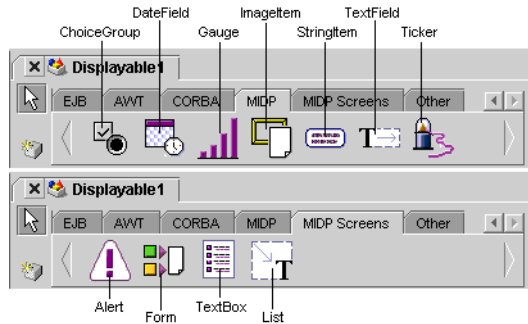 DateField ImageItem TextField
ChoiceGroup Gauge StringItem Ticker
Displayable1
EJB AWT CORBA MIDP MIDP Screens Other
T
Displayable1
EJB AWT CORBA MIDP MIDP Screens Other
T
Alert Form TextBox List